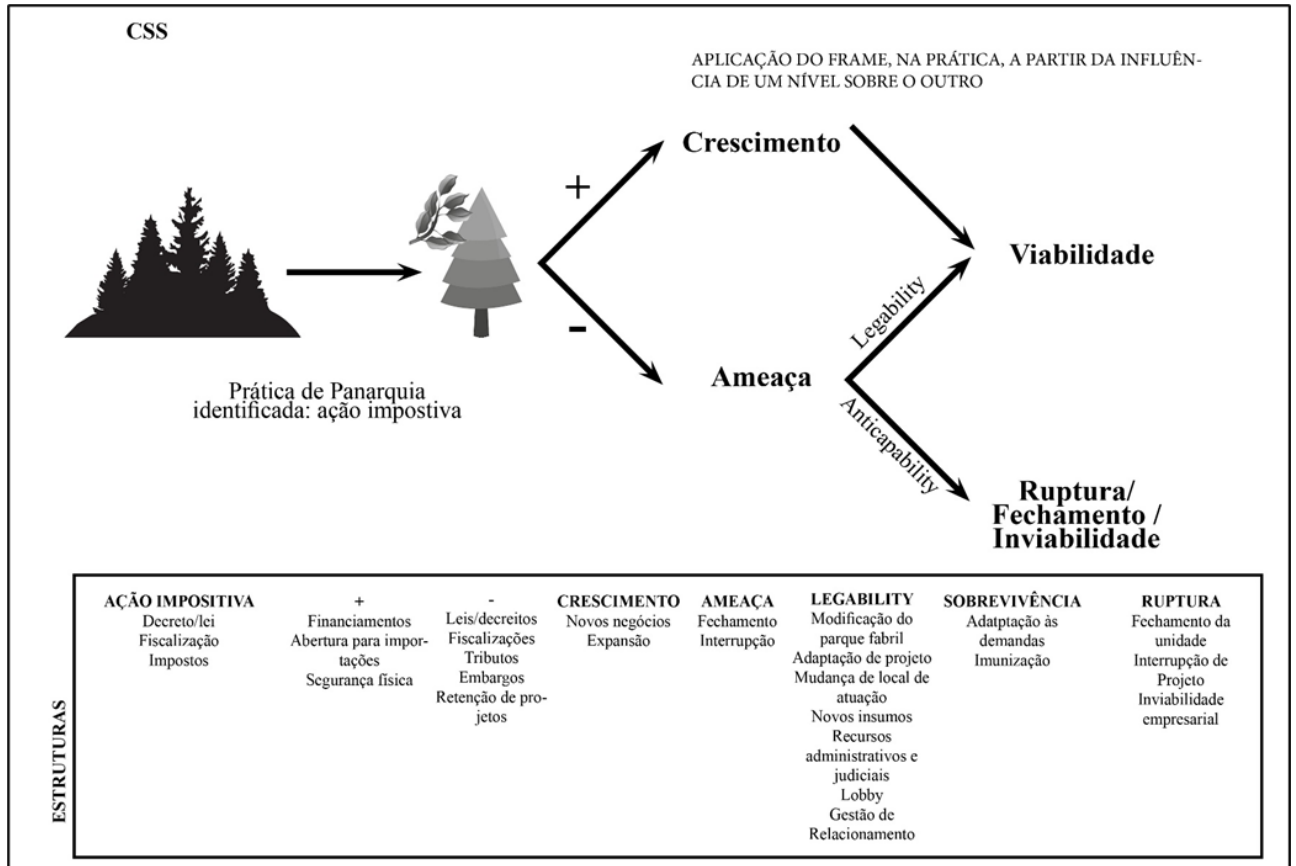 CSS
APLICAÇÃO DO FRAME, NA PRÁTICA, A PARTIR DA INFLUÊN-
CIA DE UM NÍVEL SOBRE O OUTRO
Crescimento
+
-
Viabilidade
Legability
Ameaça
Anticapability
Prática de Panarquia
identificada: ação impostiva
Ruptura/
Fechamento /
Inviabilidade
ESTRUTURAS
AÇÃO IMPOSITIVA
Decreto/lei
Fiscalização
Impostos
+
Financiamentos
Abertura para impor-
tações
Segurança física
-
Leis/decreitos
Fiscalizações
Tributos
Embargos
Retenção de pro-
jetos
CRESCIMENTO
Novos negócios
Expansão
AMEAÇA
Fechamento
Interrupção
LEGABILITY
Modificação do
parque fabril
Adaptação de projeto
Mudança de local de
atuação
Novos insumos
Recursos
administrativos e
judiciais
Lobby
Gestão de
Relacionamento
SOBREVIVÊNCIA
Adatptação às
demandas
Imunização
RUPTURA
Fechamento da
unidade
Interrupção de
Projeto
Inviabilidade
empresarial